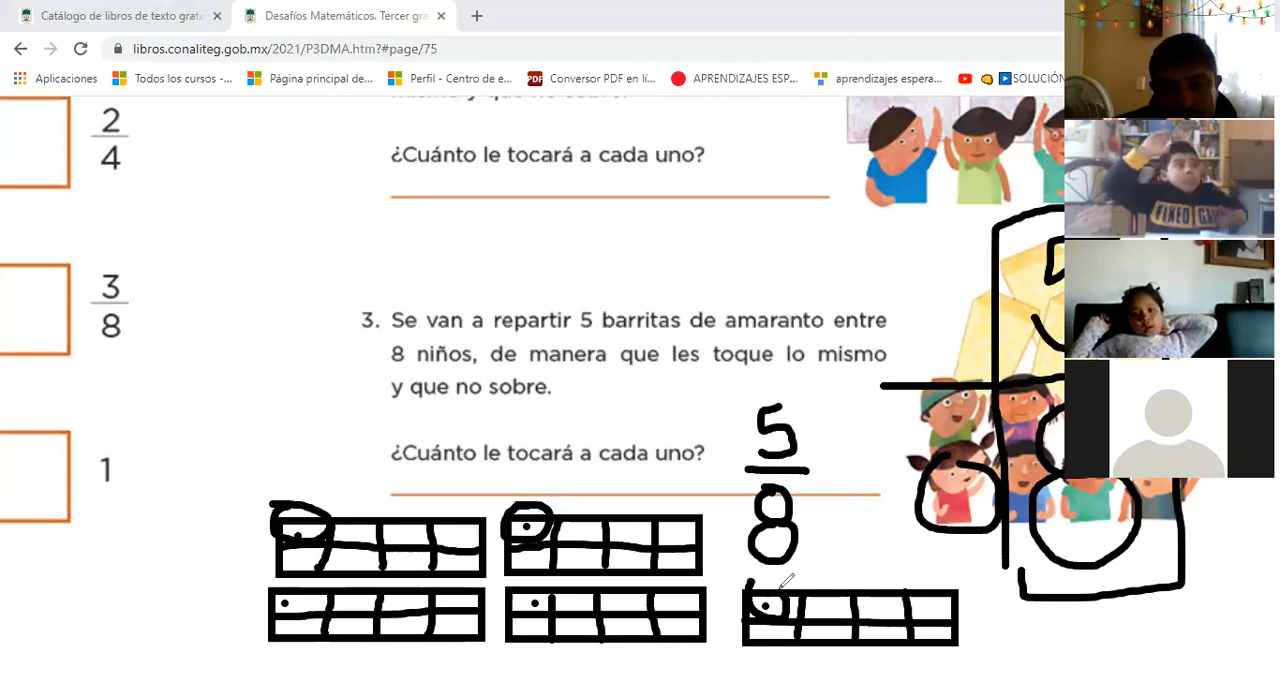 Catálogo de libros de texto grat
Desafíos Matemáticos. Tercer gra
libros.conaliteg.gob.mx/2021/P3DMA.htm?#page/75
Aplicaciones
Todos los cursos -...
Página principal de...
Perfil - Centro de e...
PDF
Conversor PDF en lí...
APRENDIZAJES ESP...
aprendizajes espera...
SOLUCIÓN
2
4
¿Cuánto le tocará a cada uno?
3
8
3. Se van a repartir 5 barritas de amaranto entre
8 niños, de manera que les toque lo mismo
y que no sobre.
¿Cuánto le tocará a cada uno?
1
5
8